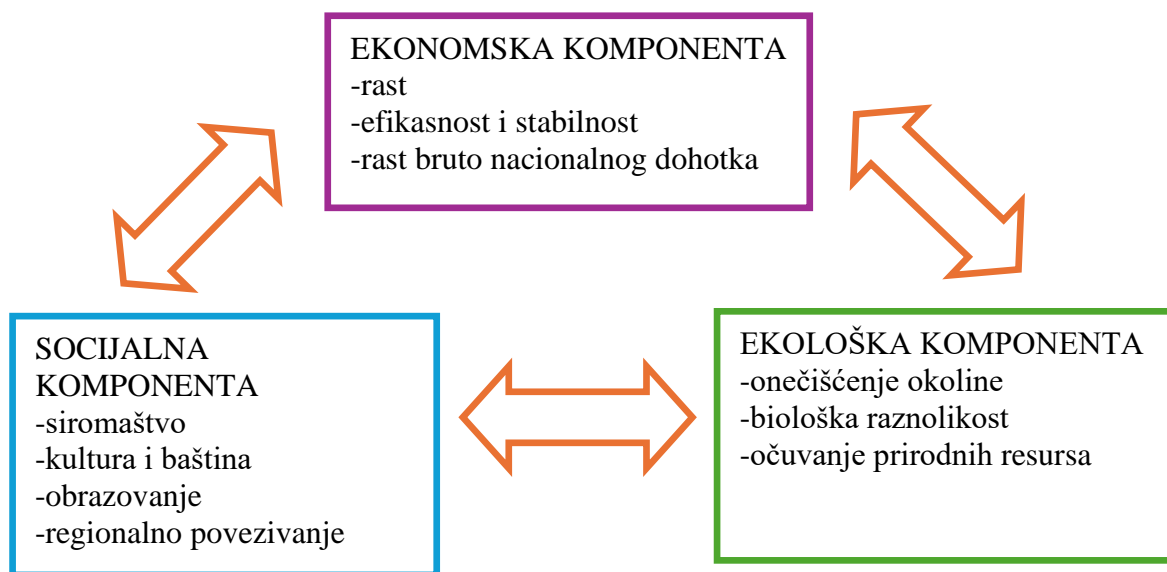 EKONOMSKA KOMPONENTA
-rast
-efikasnost i stabilnost
-rast bruto nacionalnog dohotka
SOCIJALNA
KOMPONENTA
-siromaštvo
-kultura i baština
-obrazovanje
-regionalno povezivanje
EKOLOŠKA KOMPONENTA
-onečišćenje okoline
-biološka raznolikost
-očuvanje prirodnih resursa